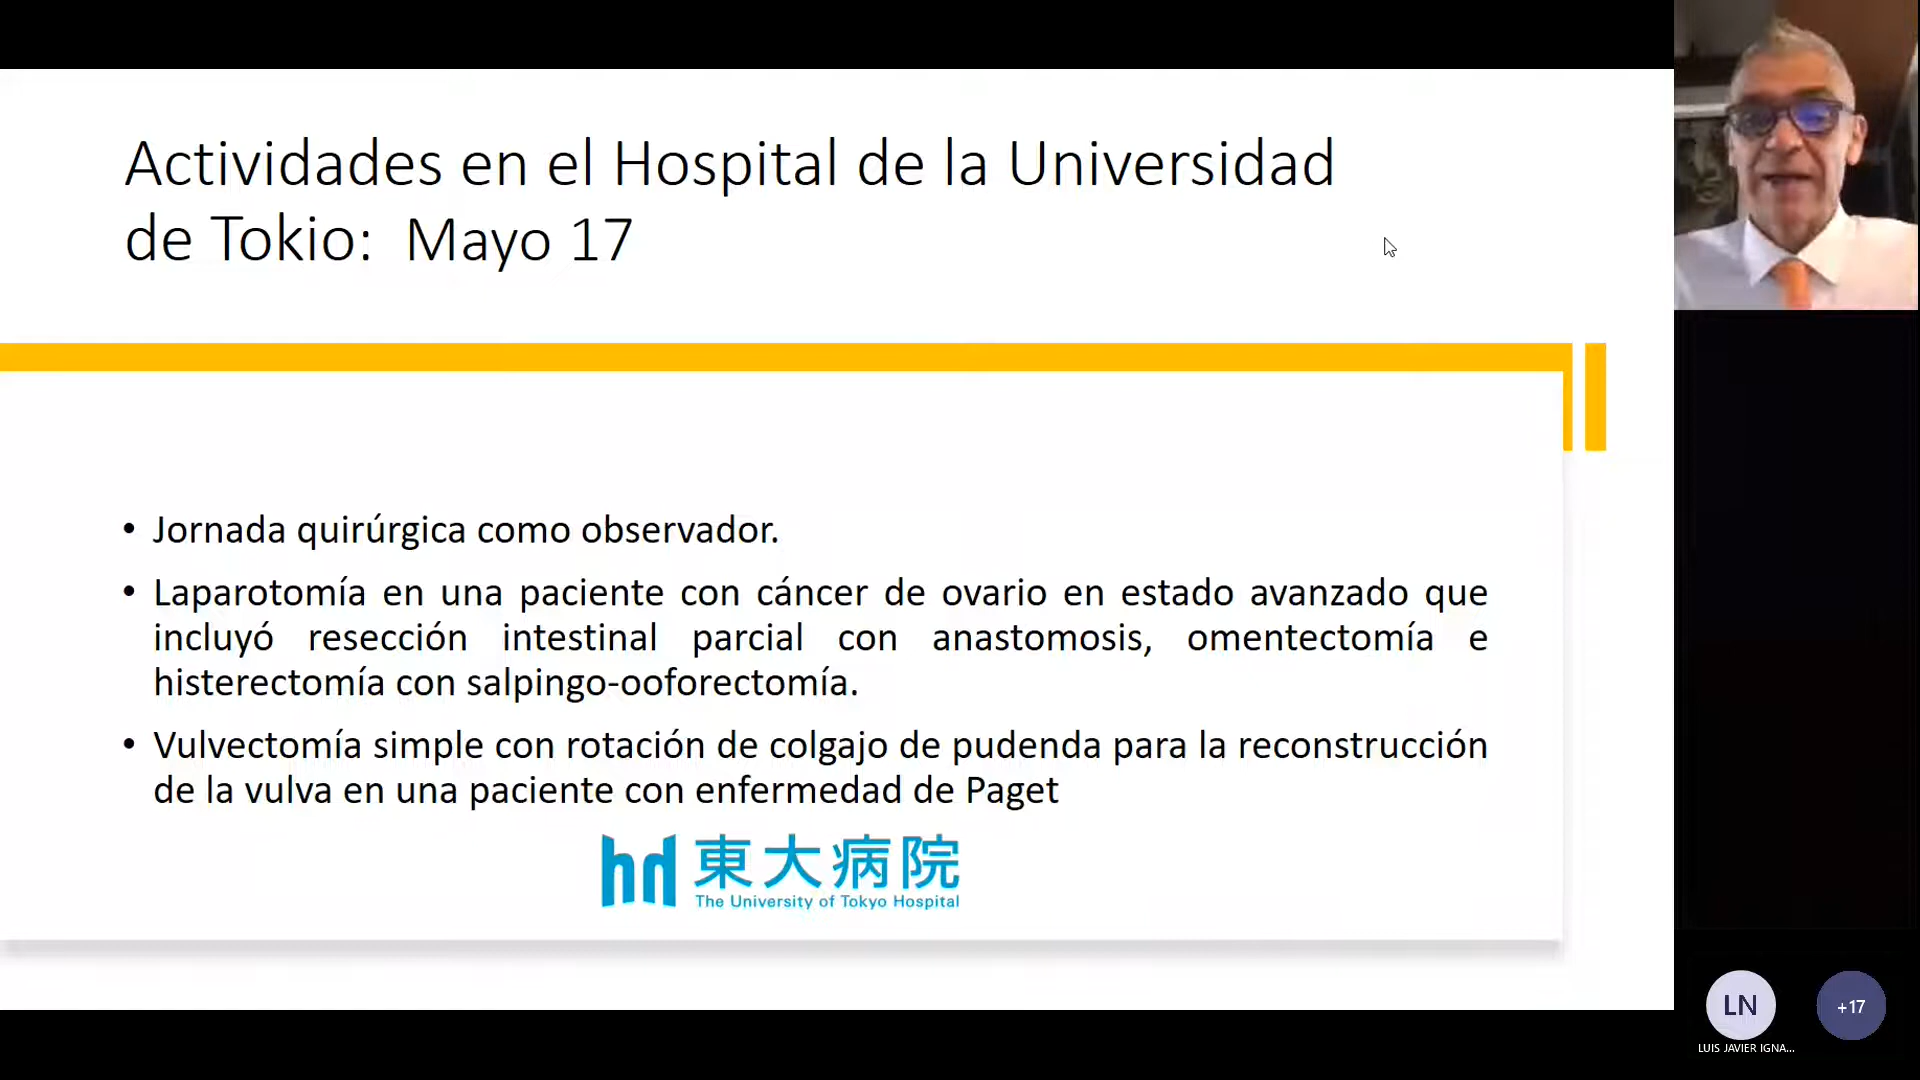 Actividades en el Hospital de la Universidad
de Tokio: Mayo 17
• Jornada quirúrgica como observador.
• Laparotomía en una paciente con cáncer de ovario en estado avanzado que
incluyó resección intestinal parcial con anastomosis, omentectomía e
histerectomía con salpingo-ooforectomía.
• Vulvectomía simple con rotación de colgajo de pudenda para la reconstrucción
de la vulva en una paciente con enfermedad de Paget
hd 東大病院
The University of Tokyo Hospital
LN
+17
LUIS JAVIER IGNA...